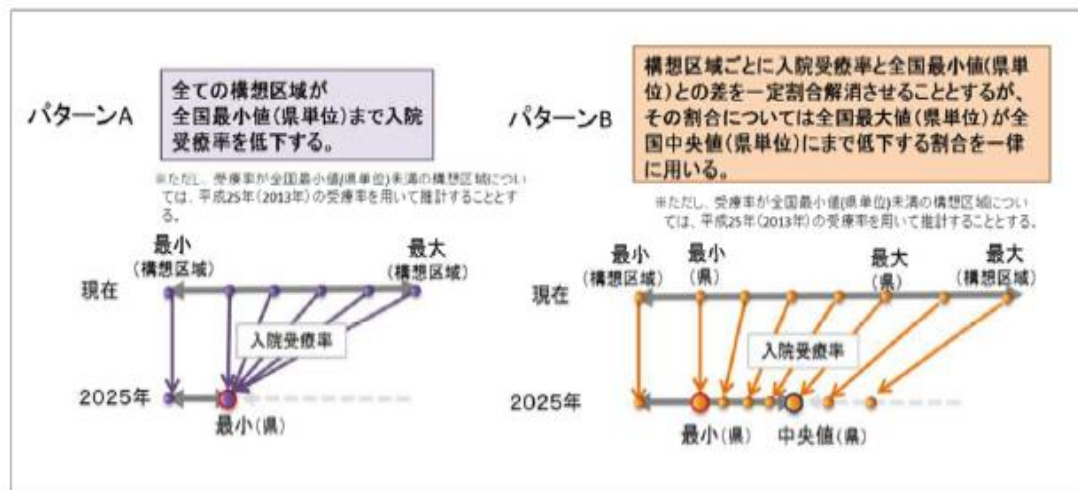 パターンA
全ての構想区域が
全国最小値(県単位)まで入院
受療率を低下する。
※ただし、受療率が全国最小値(県単位)未満の構想区域につい
ては、平成25年(2013年)の受療率を用いて推計することとす
る。
最小
(構想区域)
最大
(構想区域)
現在
入院受療率
2025年
最小(県)
パターンB
構想区域ごとに入院受療率と全国最小値(県単
位)との差を一定割合解消させることとするが、
その割合については全国最大値(県単位)が全
国中央値(県単位)にまで低下する割合を一律
に用いる。
※ただし、受療率が全国最小値(県単位)未満の構想区域につい
ては、平成25年(2013年)の受療率を用いて推計することとする。
最小
(構想区域)
最小
(県)
最大
(県)
最大
(構想区域)
現在
入院受療率
2025年
最小(県)
中央値(県)